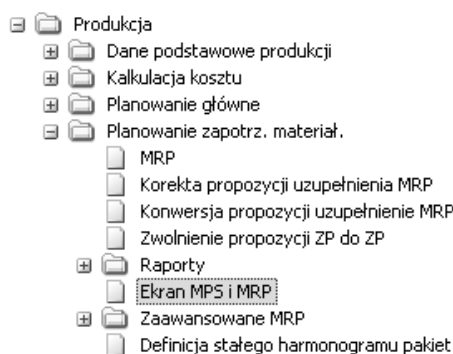 Produkcja
Dane podstawowe produkcji
Kalkulacja kosztu
Planowanie główne
Planowanie zapotrz. materiał.
MRP
Korekta propozycji uzupełnienia MRP
Konwersja propozycji uzupełnienie MRP
Zwolnienie propozycji ZP do ZP
Raporty
Ekran MPS i MRP
Zaawansowane MRP
Definicja stałego harmonogramu pakiet